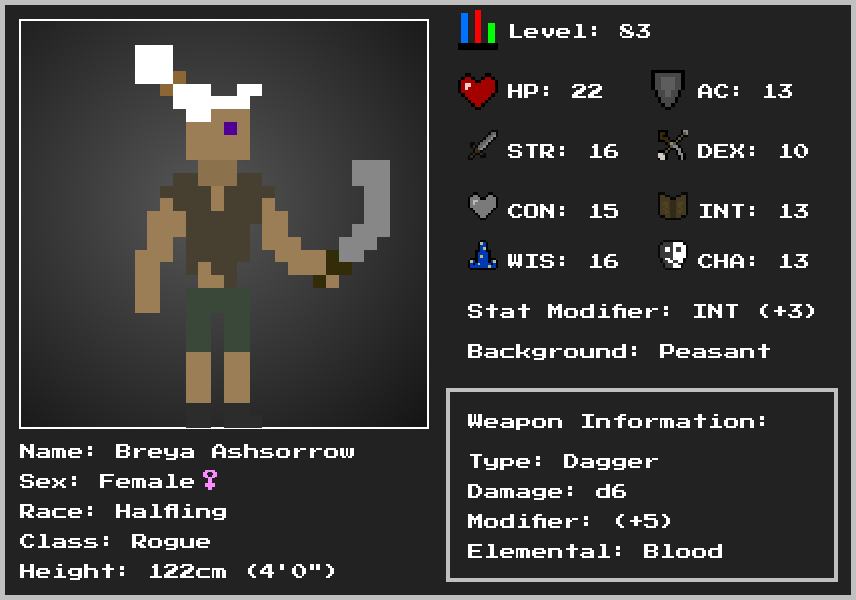 Level: 83
HP: 22
AC: 13
STR: 16
DEX: 10
CON: 15
INT: 13
WIS: 16
CHA: 13
Stat Modifier: INT (+3)
Background: Peasant
Weapon Information:
Type: Dagger
Damage: d6
Modifier: (+5)
Elemental: Blood
Name: Breya Ashsorrow
Sex: Female♀
Race: Halfling
Class: Rogue
Height: 122cm (4'0")